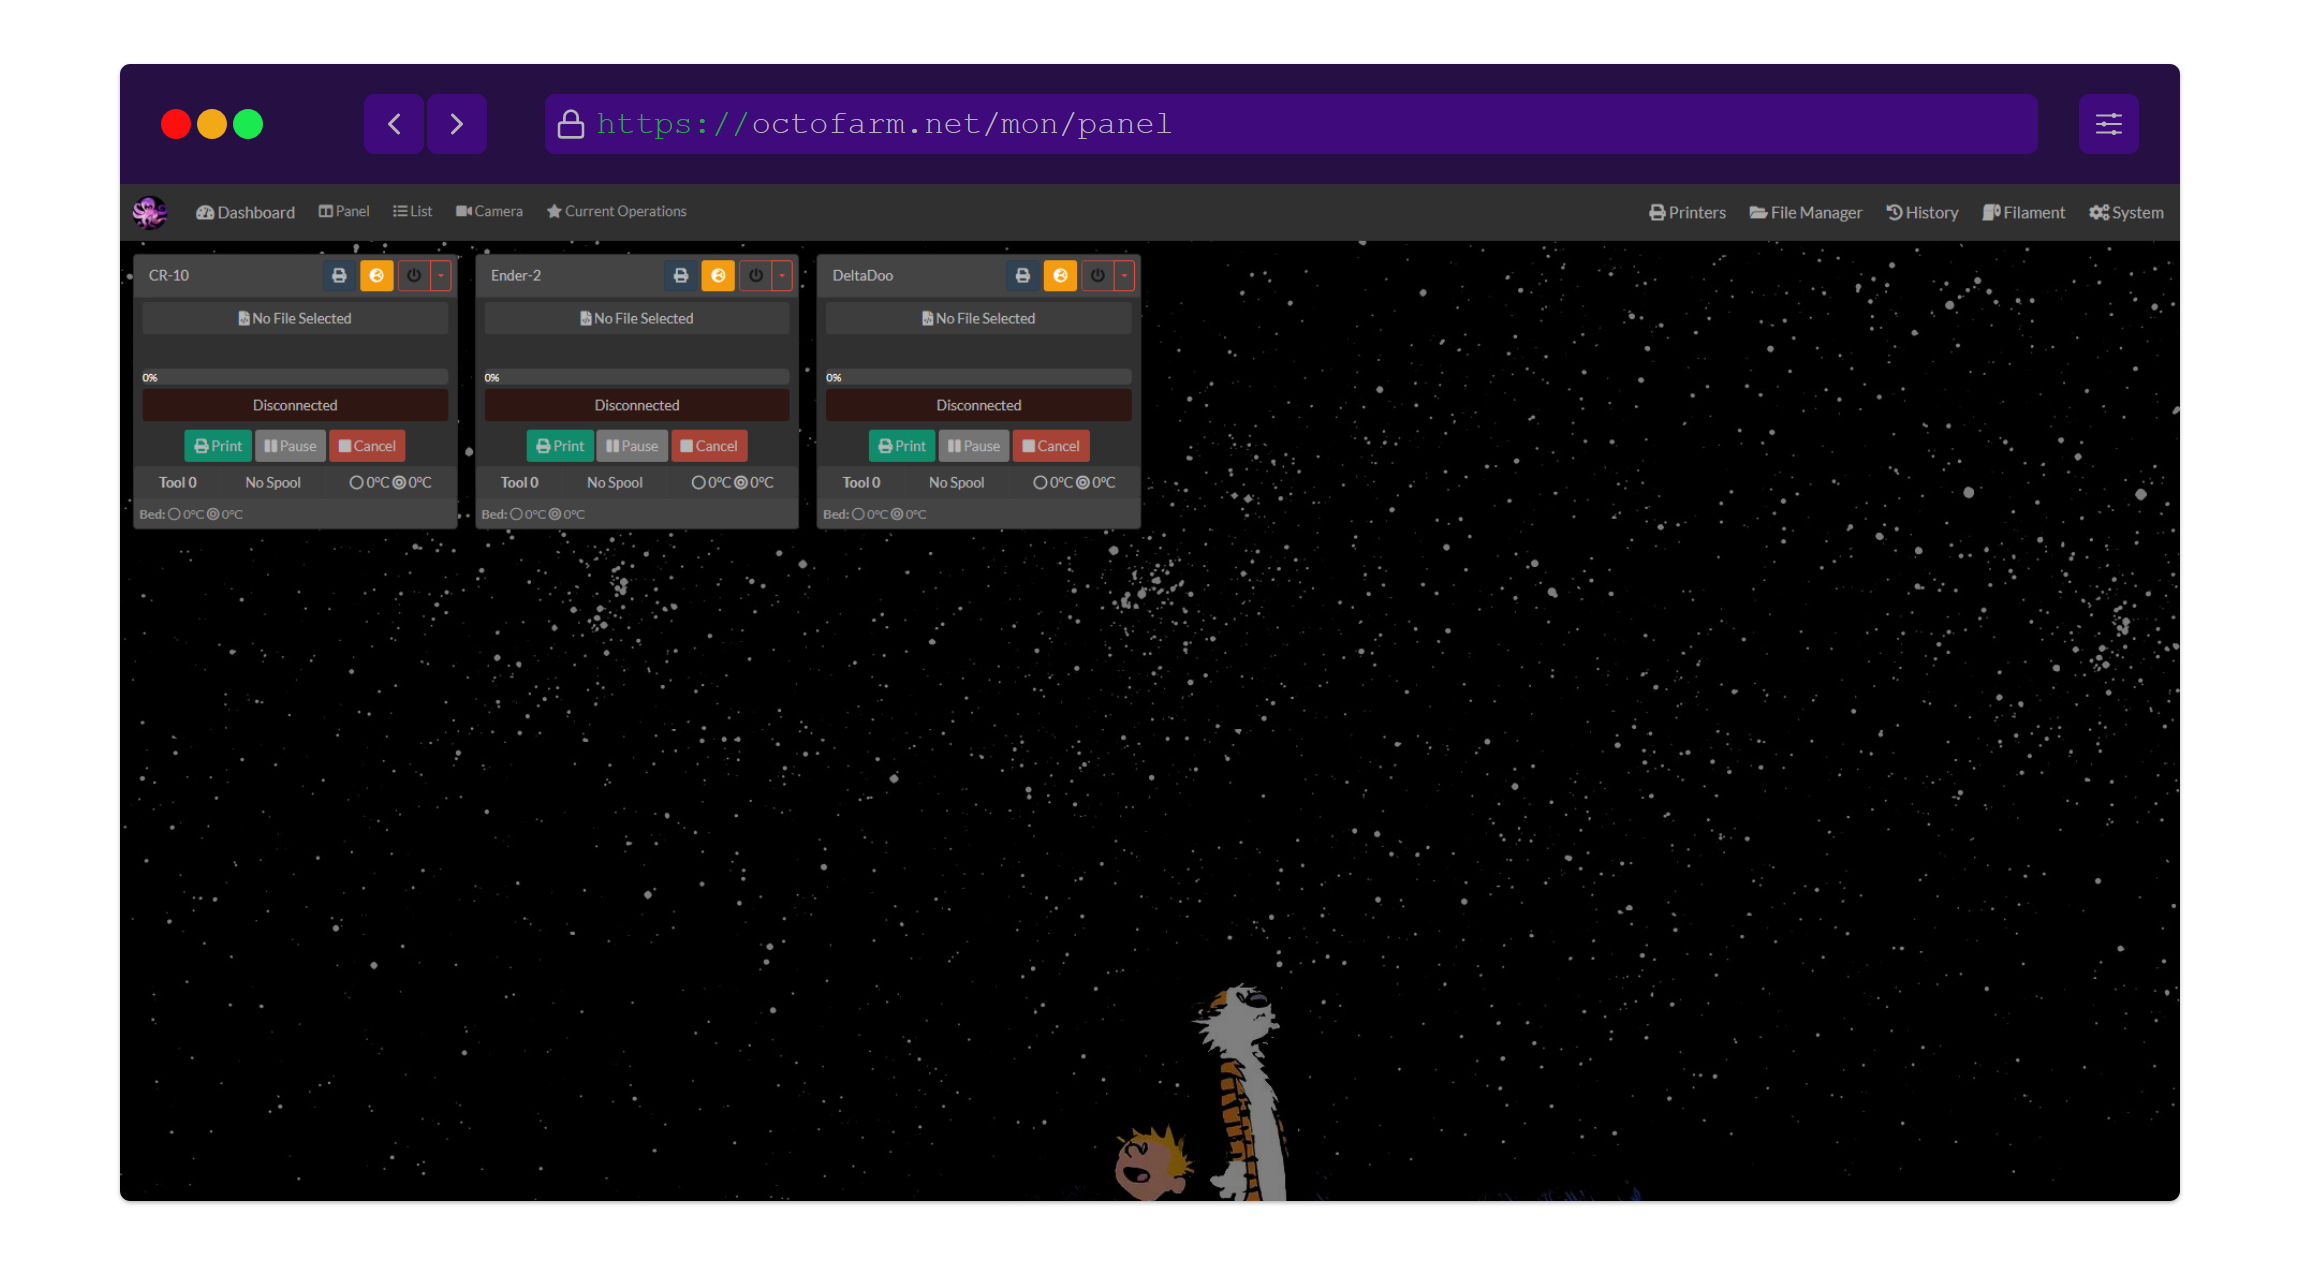 https://octofarm.net/mon/panel
Dashboard Panel List Camera Current Operations Printers File Manager History Filament System
CR-10
No File Selected
0%
Disconnected
Print Pause Cancel
Tool 0 No Spool 0°C 0°C
Bed: 0°C 0°C
Ender-2
No File Selected
0%
Disconnected
Print Pause Cancel
Tool 0 No Spool 0°C 0°C
Bed: 0°C 0°C
DeltaDoo
No File Selected
0%
Disconnected
Print Pause Cancel
Tool 0 No Spool 0°C 0°C
Bed: 0°C 0°C